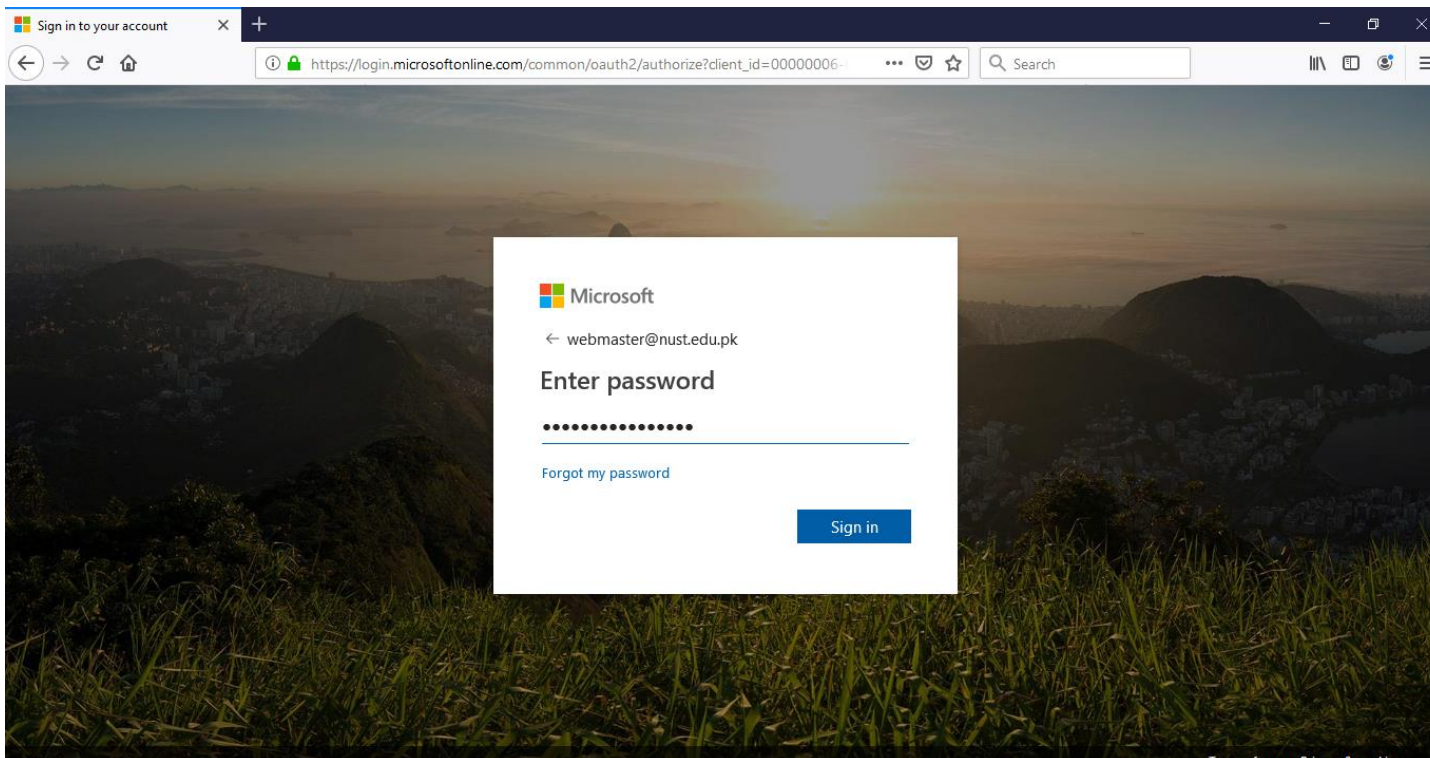 Sign in to your account
https://login.microsoftonline.com/common/oauth2/authorize?client_id=00000006-
Search
Microsoft
webmaster@nust.edu.pk
Enter password
Forgot my password
Sign in